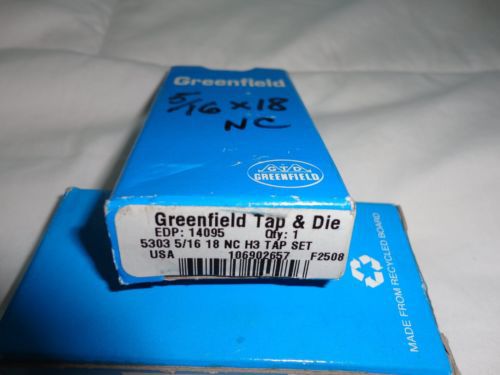 Greenfield
5/16 x 18
NC
GTD
GREENFIELD
Greenfield Tap & Die
EDP: 14095 Qty: 1
5303 5/16 18 NC H3 TAP SET
USA 106902657 F2508
MADE FROM RECYCLED BOARD